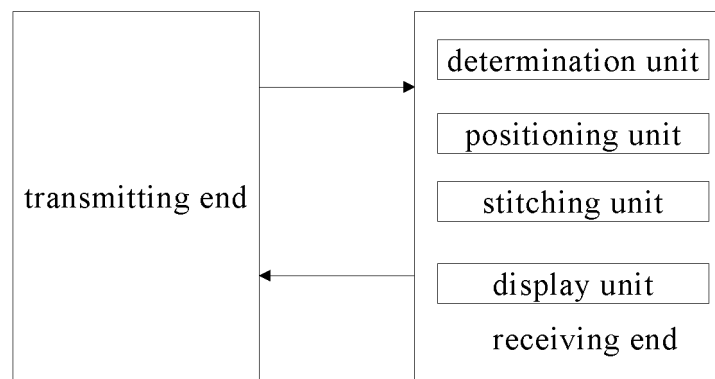 transmitting end
determination unit
positioning unit
stitching unit
display unit
receiving end